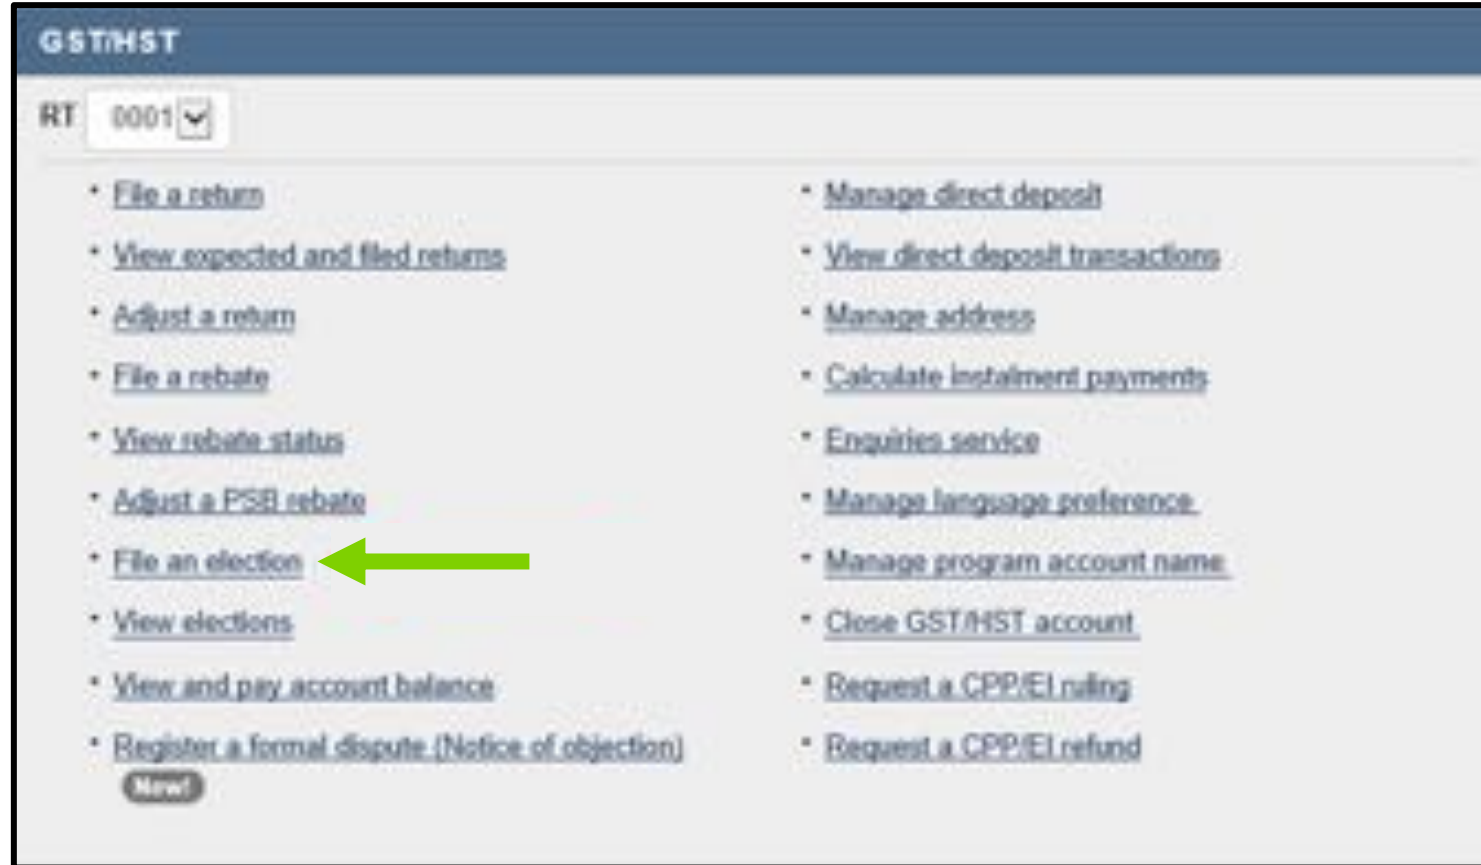 GST/HST
RT 0001
• File a return
• View expected and filed returns
• Adjust a return
• File a rebate
• View rebate status
• Adjust a PSB rebate
• File an election
• View elections
• View and pay account balance
• Register a formal dispute (Notice of objection)
New!
• Manage direct deposit
• View direct deposit transactions
• Manage address
• Calculate instalment payments
• Enquiries service
• Manage language preference
• Manage program account name
• Close GST/HST account
• Request a CPP/EI ruling
• Request a CPP/EI refund